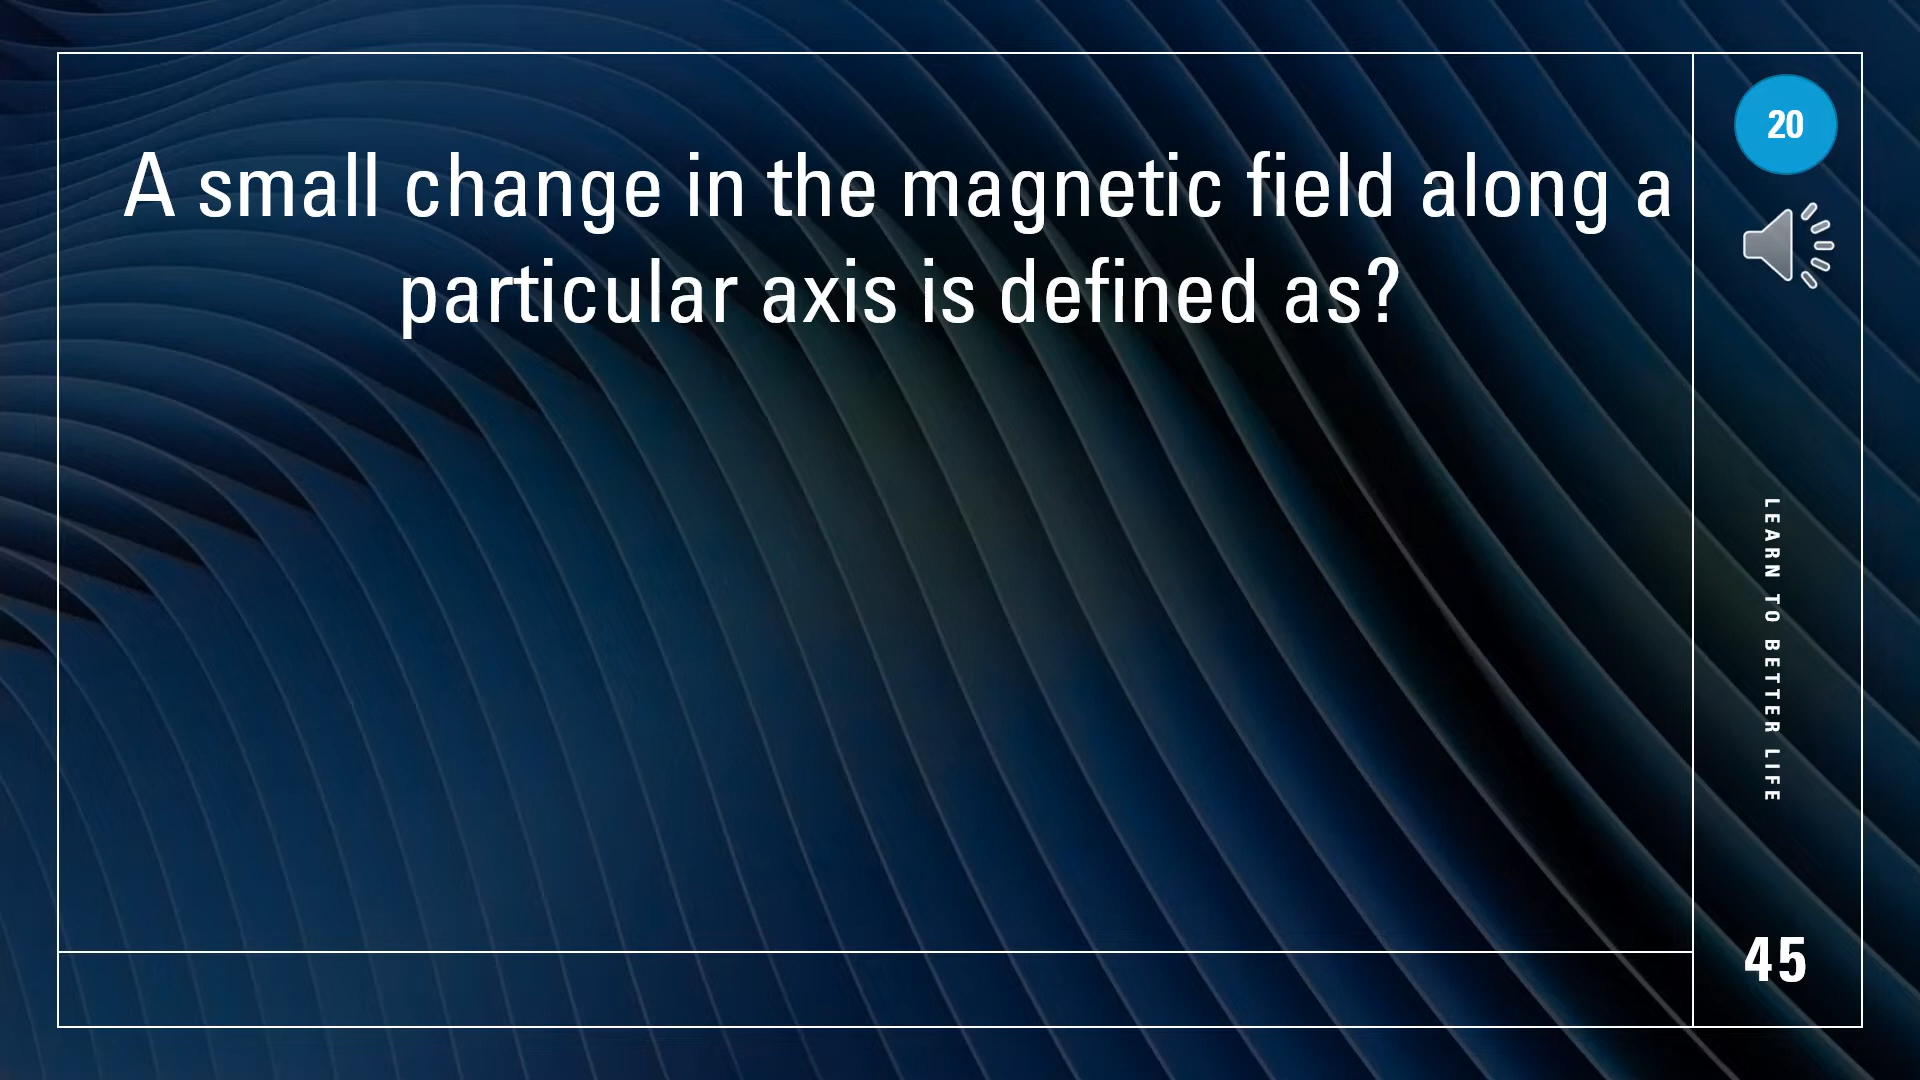 A small change in the magnetic field along a
particular axis is defined as?
20
LEARN TO BETTER LIFE
45